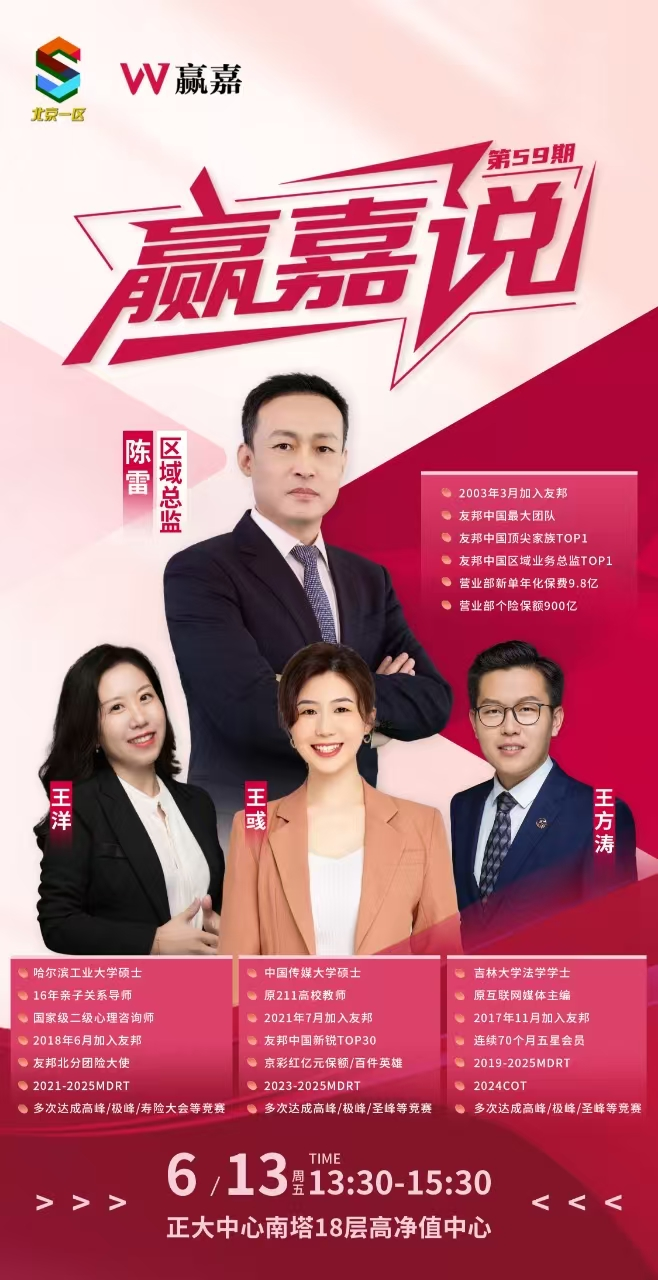 北京一区
赢嘉
第59期
赢嘉说
陈雷
区域总监
2003年3月加入友邦
友邦中国最大团队
友邦中国顶尖家族TOP1
友邦中国区域业务总监TOP1
营业部新单年化保费9.8亿
营业部个险保额900亿
王洋
王彧
王方涛
哈尔滨工业大学硕士
16年亲子关系导师
国家级二级心理咨询师
2018年6月加入友邦
友邦北分团险大使
2021-2025MDRT
多次达成高峰/极峰/寿险大会等竞赛
中国传媒大学硕士
原211高校教师
2021年7月加入友邦
友邦中国新锐TOP30
京彩红亿元保额/百件英雄
2023-2025MDRT
多次达成高峰/极峰/圣峰等竞赛
吉林大学法学学士
原互联网媒体主编
2017年11月加入友邦
连续70个月五星会员
2019-2025MDRT
2024COT
多次达成高峰/极峰/圣峰等竞赛
6/13周五 TIME 13:30-15:30
正大中心南塔18层高净值中心